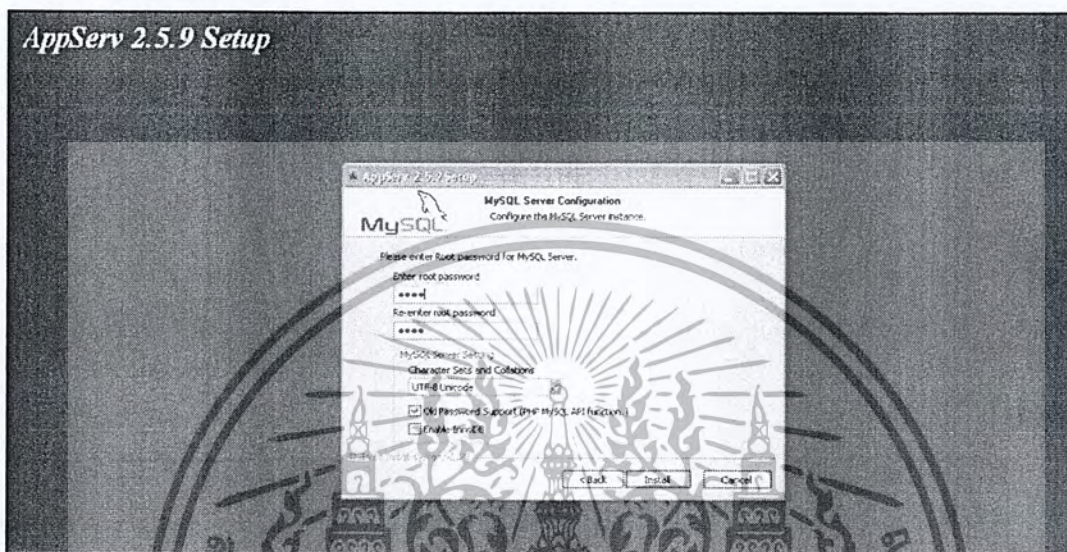 AppServ 2.5.9 Setup
AppServ 2.5.9 Setup
MySQL
MySQL Server Configuration
Configure the MySQL Server instance.
Please enter Root password for MySQL Server.
Enter root password
••••
Re-enter root password
••••
MySQL Server Setting
Character Sets and Collations
UTF-8 Unicode
Old Password Support (PHP MySQL API function.)
Enable InnoDB
< Back
Install
Cancel